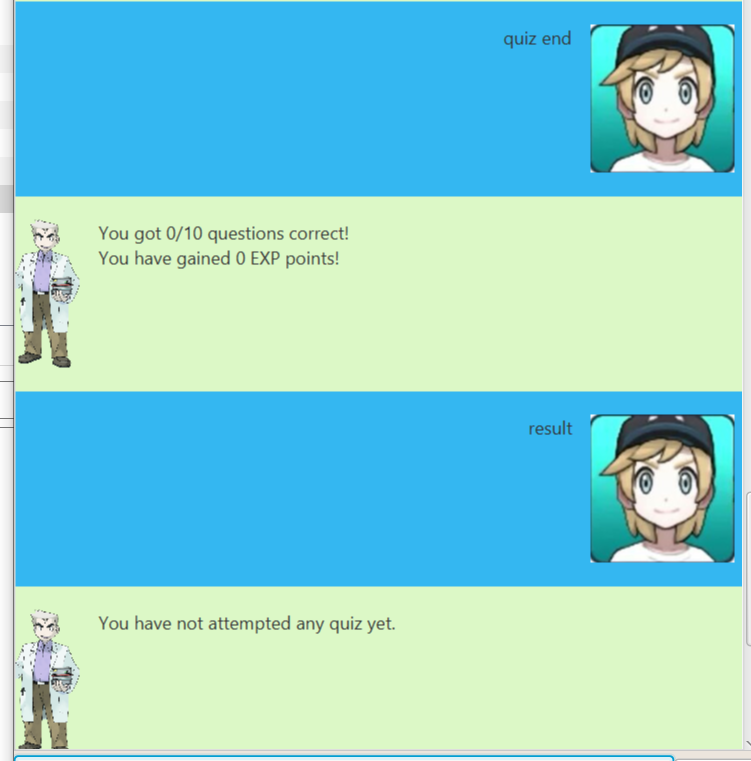 quiz end
You got 0/10 questions correct!
You have gained 0 EXP points!
result
You have not attempted any quiz yet.